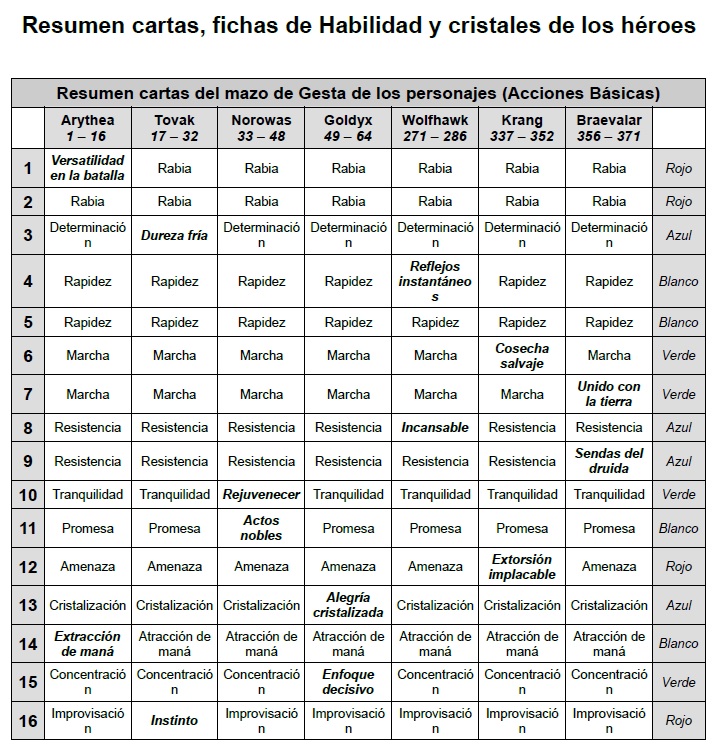 Resumen cartas, fichas de Habilidad y cristales de los héroes
Resumen cartas del mazo de Gesta de los personajes (Acciones Básicas)
Arythea 1 – 16 Tovak 17 – 32 Norowas 33 – 48 Goldyx 49 – 64 Wolfhawk 271 – 286 Krang 337 – 352 Braevalar 356 – 371
1 Versatilidad en la batalla Rabia Rabia Rabia Rabia Rabia Rabia Rojo
2 Rabia Rabia Rabia Rabia Rabia Rabia Rabia Rojo
3 Determinación Dureza fría Determinación Determinación Determinación Determinación Determinación Azul
4 Rapidez Rapidez Rapidez Rapidez Reflejos instantáneos Rapidez Rapidez Blanco
5 Rapidez Rapidez Rapidez Rapidez Rapidez Rapidez Rapidez Blanco
6 Marcha Marcha Marcha Marcha Marcha Cosecha salvaje Marcha Verde
7 Marcha Marcha Marcha Marcha Marcha Marcha Unido con la tierra Verde
8 Resistencia Resistencia Resistencia Resistencia Incansable Resistencia Resistencia Azul
9 Resistencia Resistencia Resistencia Resistencia Resistencia Resistencia Sendas del druida Azul
10 Tranquilidad Tranquilidad Rejuvenecer Tranquilidad Tranquilidad Tranquilidad Tranquilidad Verde
11 Promesa Promesa Actos nobles Promesa Promesa Promesa Promesa Blanco
12 Amenaza Amenaza Amenaza Amenaza Amenaza Extorsión implacable Amenaza Rojo
13 Cristalización Cristalización Cristalización Alegría cristalizada Cristalización Cristalización Cristalización Azul
14 Extracción de maná Atracción de maná Atracción de maná Atracción de maná Atracción de maná Atracción de maná Atracción de maná Blanco
15 Concentración Concentración Concentración Enfoque decisivo Concentración Concentración Concentración Verde
16 Improvisación Instinto Improvisación Improvisación Improvisación Improvisación Improvisación Rojo